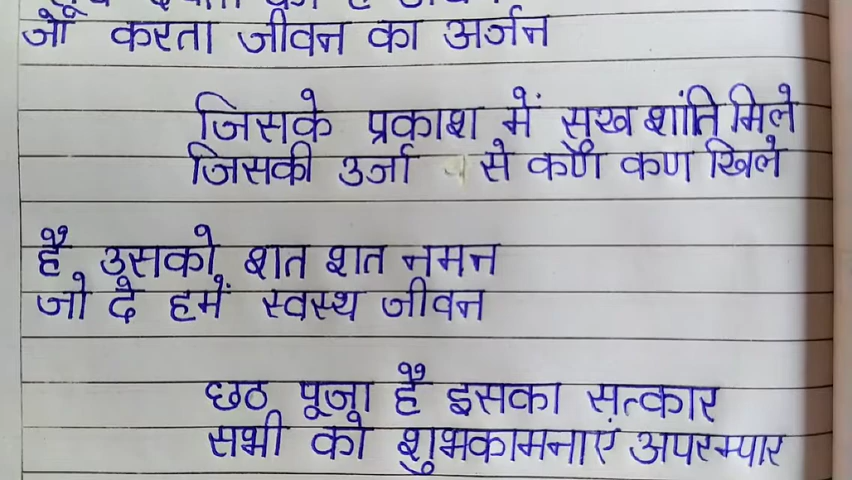 जो करता जीवन का अर्जन
जिसके प्रकाश में सुख शांति मिले
जिसकी उर्जा से कण कण खिले
है उसको शत शत नमन
जो दे हमें स्वस्थ जीवन
छठ पूजा है इसका सत्कार
सभी को शुभकामनाएं अपरम्पार